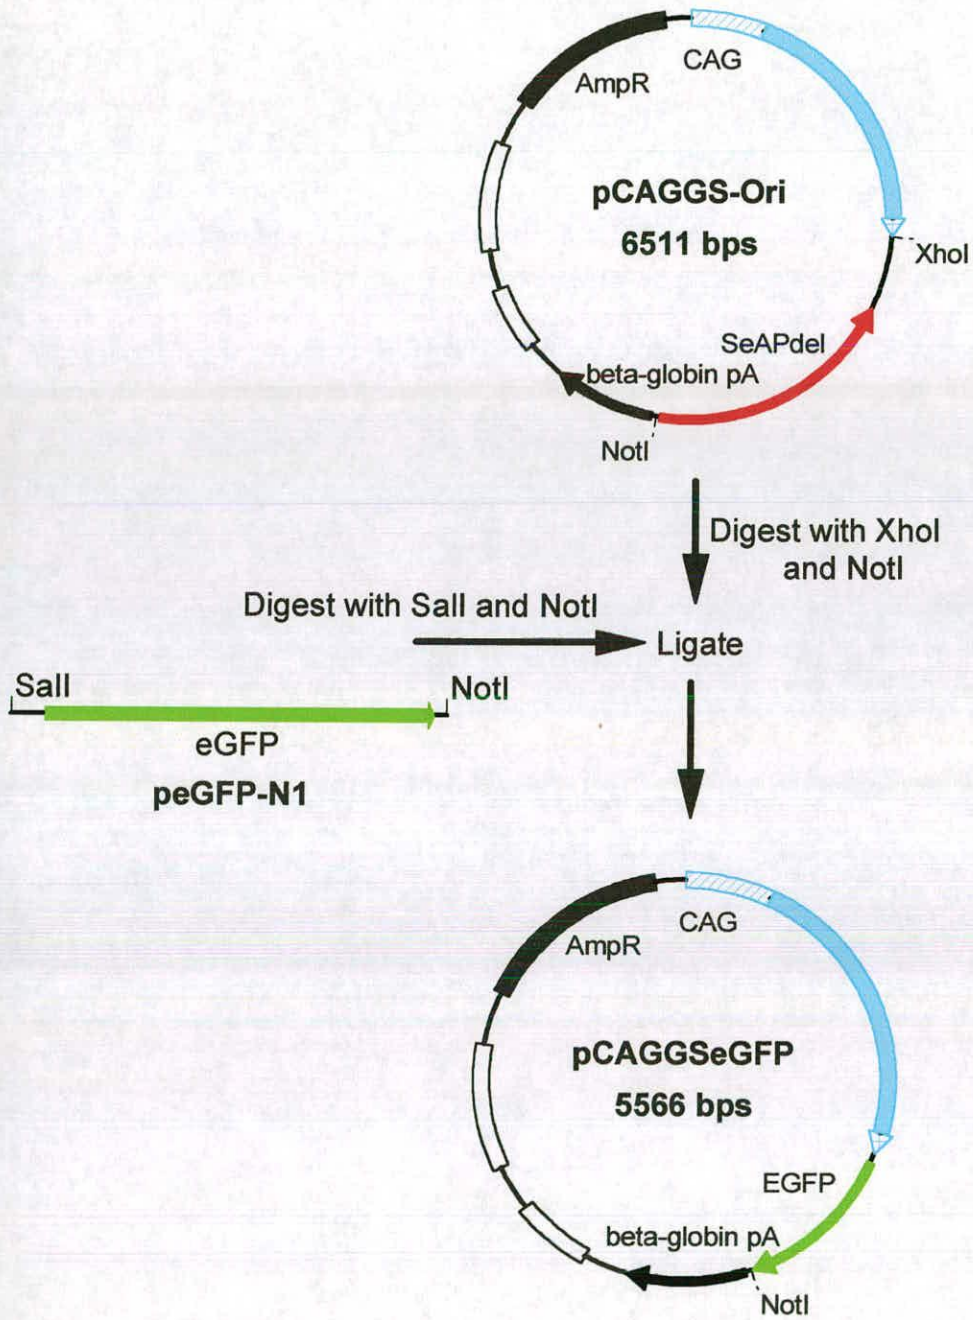 AmpR
CAG
pCAGGS-Ori
6511 bps
XhoI
SeAPdel
beta-globin pA
NotI
Digest with XhoI
and NotI
Digest with SalI and NotI
Ligate
SalI
NotI
eGFP
peGFP-N1
AmpR
CAG
pCAGGSeGFP
5566 bps
EGFP
beta-globin pA
NotI